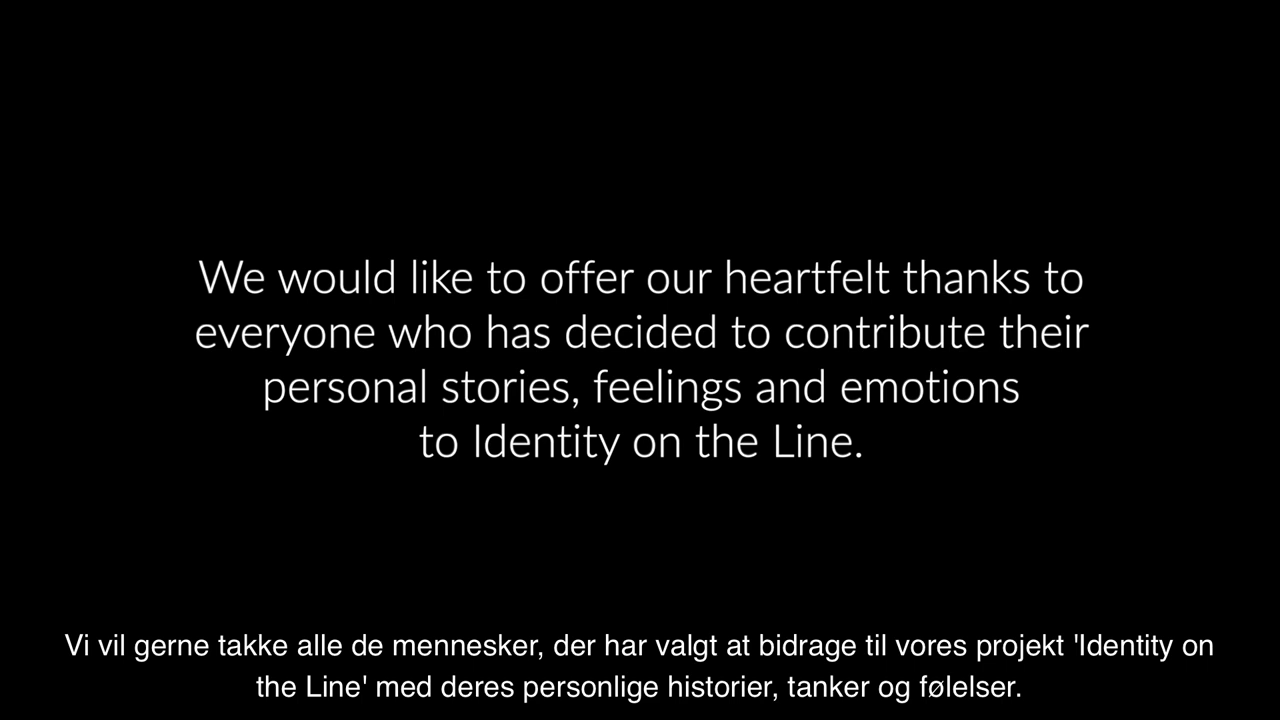 We would like to offer our heartfelt thanks to
everyone who has decided to contribute their
personal stories, feelings and emotions
to Identity on the Line.
Vi vil gerne takke alle de mennesker, der har valgt at bidrage til vores projekt 'Identity on
the Line' med deres personlige historier, tanker og følelser.